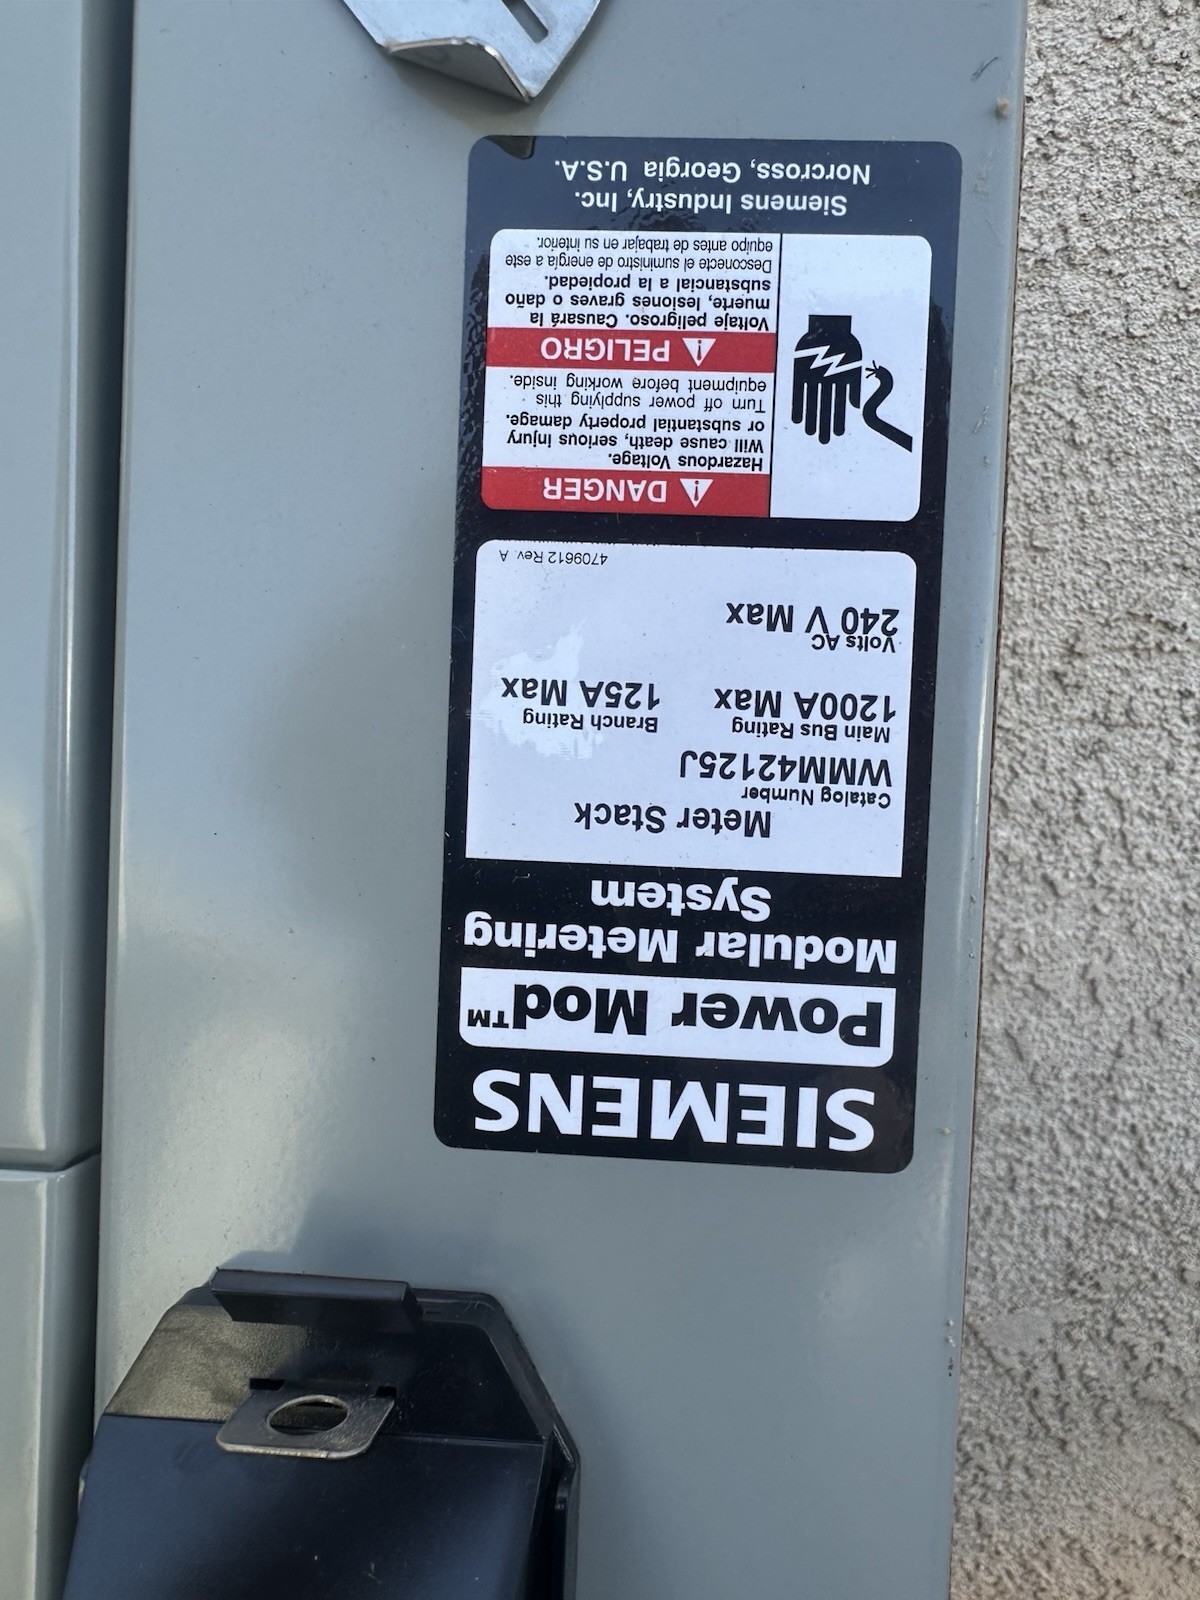 SIEMENS
Power Mod™
Modular Metering
System
Meter Stack
Catalog Number
WMM42125J
Main Bus Rating Branch Rating
1200A Max 125A Max
Volts AC
240 V Max
4709612 Rev. A
DANGER
Hazardous Voltage.
Will cause death, serious injury
or substantial property damage.
Turn off power supplying this
equipment before working inside.
PELIGRO
Voltaje peligroso. Causará la
muerte, lesiones graves o daño
substancial a la propiedad.
Desconecte el suministro de energía a este
equipo antes de trabajar en su interior.
Siemens Industry, Inc.
Norcross, Georgia U.S.A.